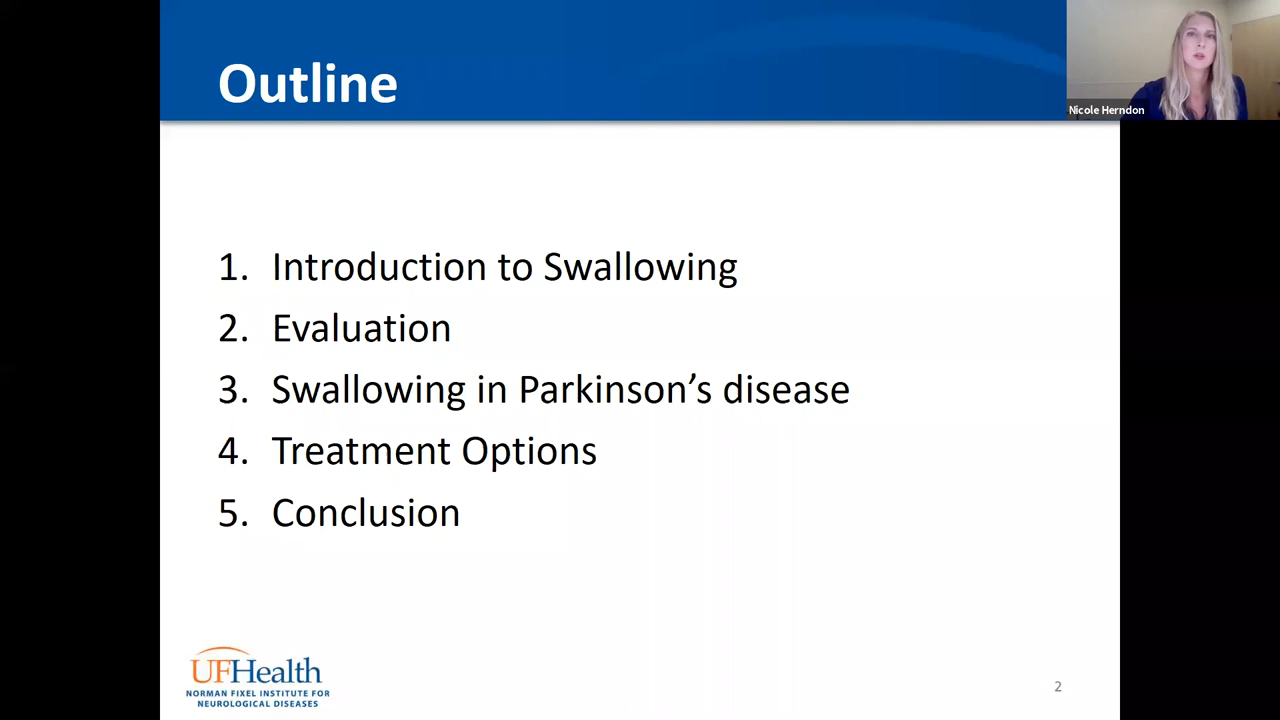 Outline
Nicole Herndon
1. Introduction to Swallowing
2. Evaluation
3. Swallowing in Parkinson’s disease
4. Treatment Options
5. Conclusion
UFHealth
NORMAN FIXEL INSTITUTE FOR
NEUROLOGICAL DISEASES
2